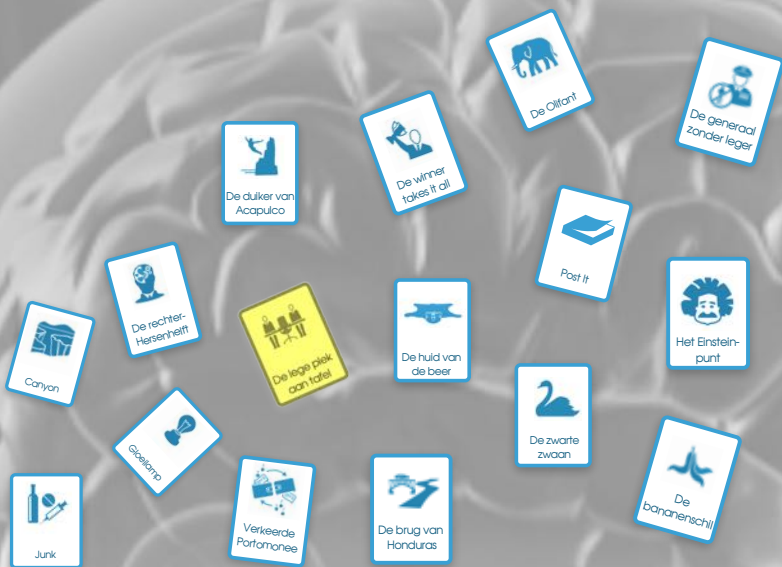 De Olifant
De generaal
zonder leger
De winner
takes it all
De duiker van
Acapulco
Post It
De rechter-
Hersenhelft
Het Einstein-
punt
De huid van
de beer
De lege plek
aan tafel
Canyon
De zwarte
zwaan
Gloeilamp
De
bananenschil
De brug van
Honduras
Verkeerde
Portomonee
Junk